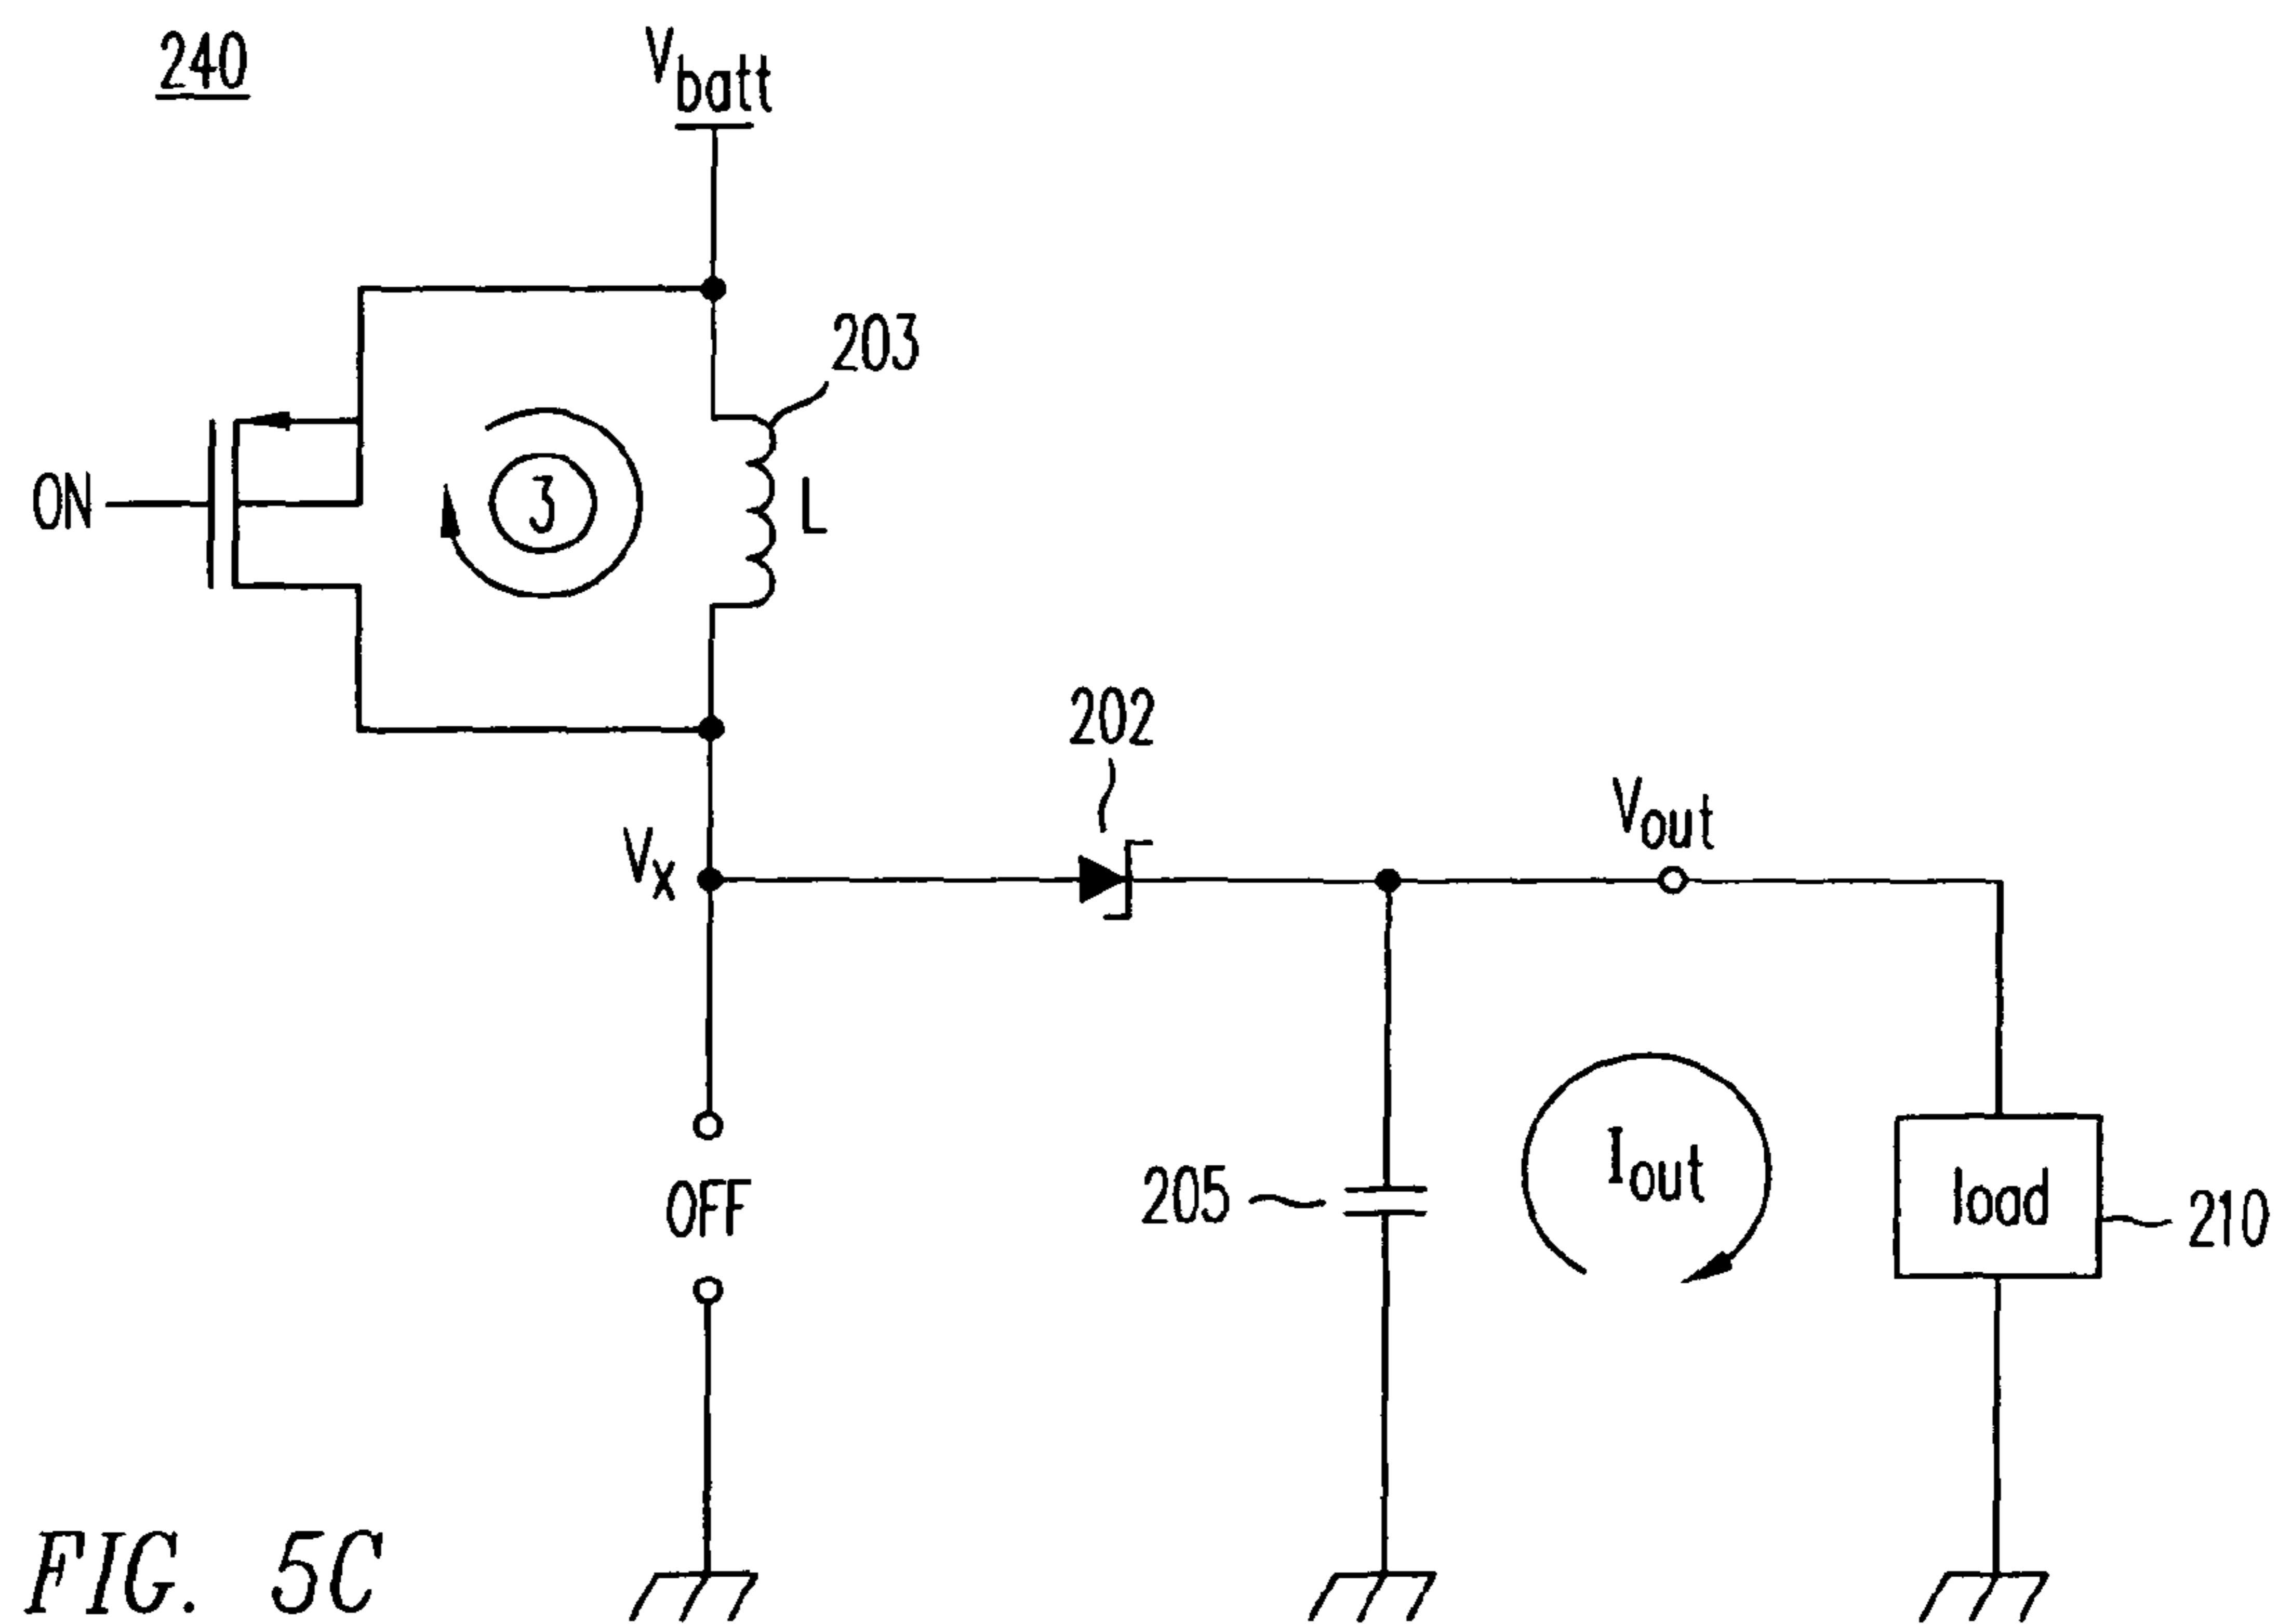 240
Vbatt
203
ON
3
L
202
Vx
Vout
OFF
205
Iout
load
210
FIG. 5C